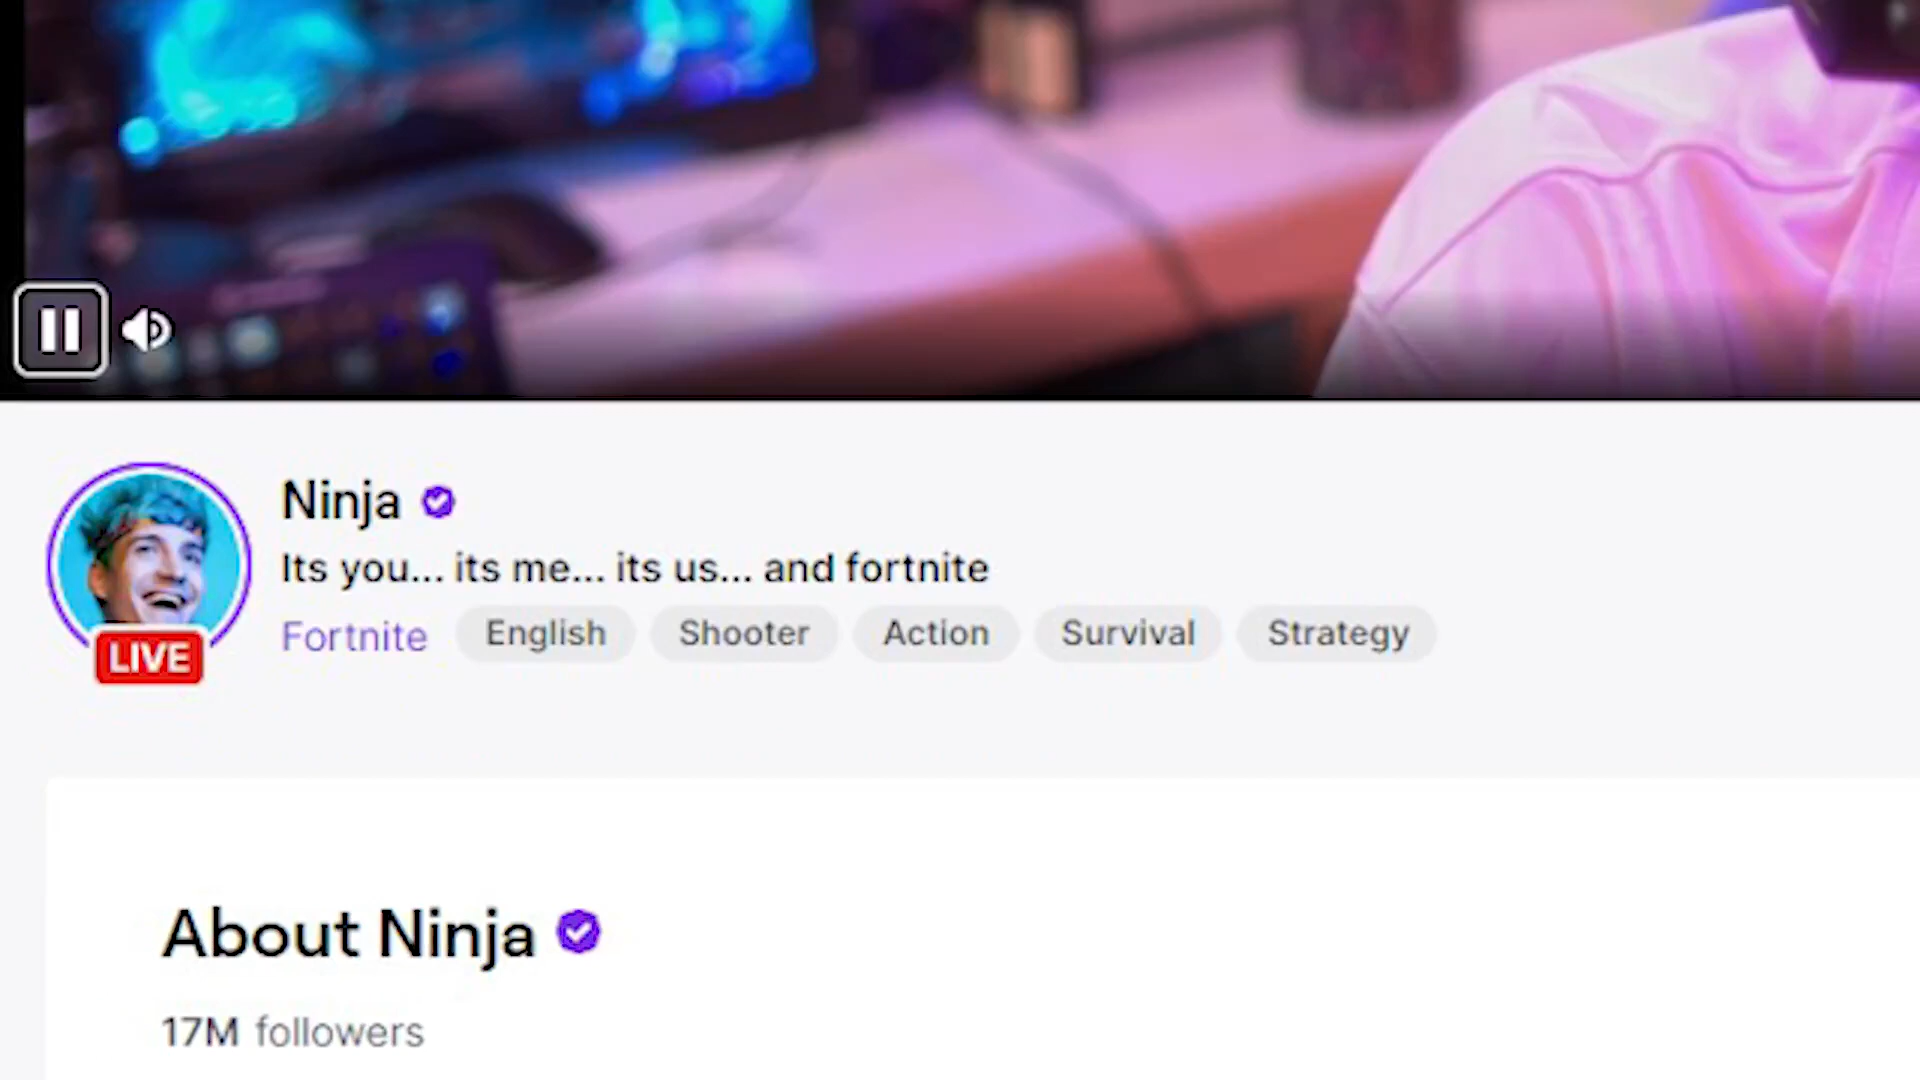 Ninja
Its you... its me... its us... and fortnite
Fortnite English Shooter Action Survival Strategy
LIVE
About Ninja
17M followers